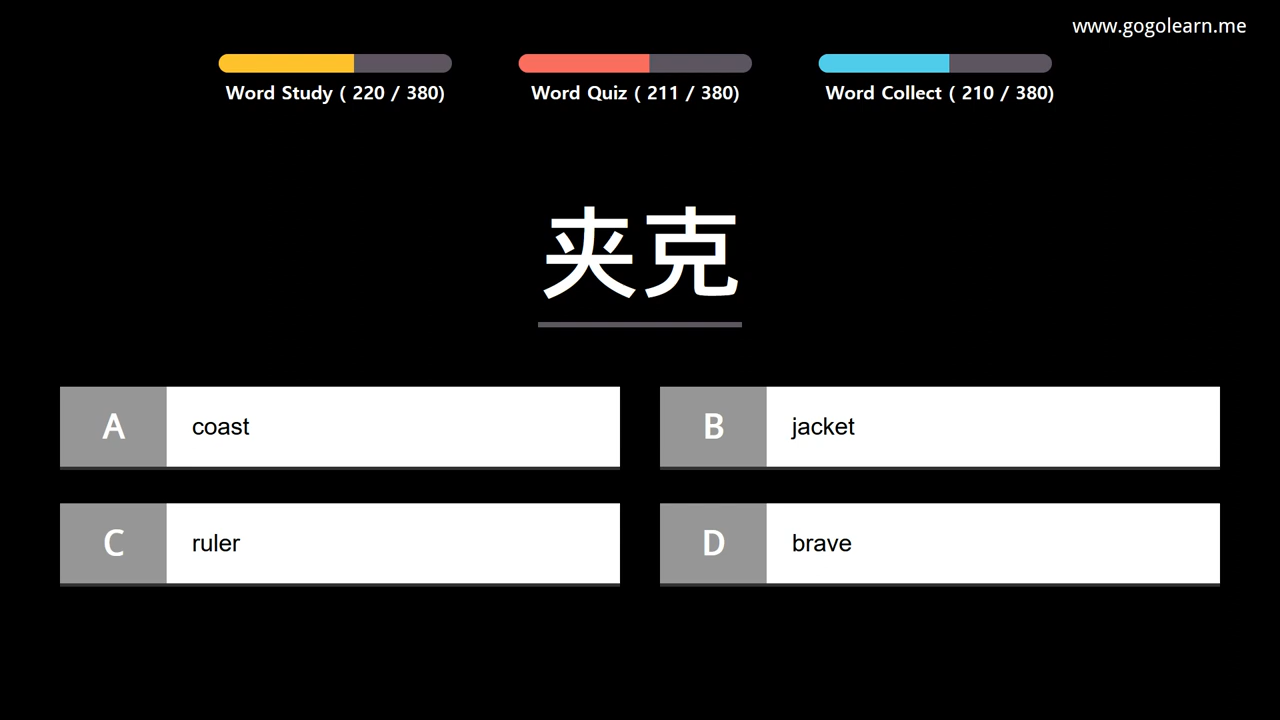 www.gogolearn.me
Word Study ( 220 / 380)
Word Quiz ( 211 / 380)
Word Collect ( 210 / 380)
夹克
A coast
B jacket
C ruler
D brave